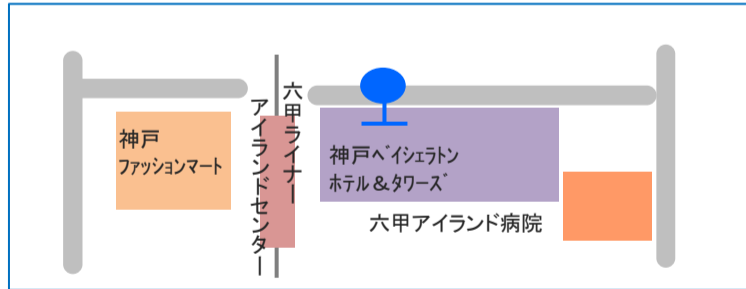 神戸
ファッションマート
アイランドセンター
六甲ライナー
神戸ベイシェラトン
ホテル＆タワーズ
六甲アイランド病院